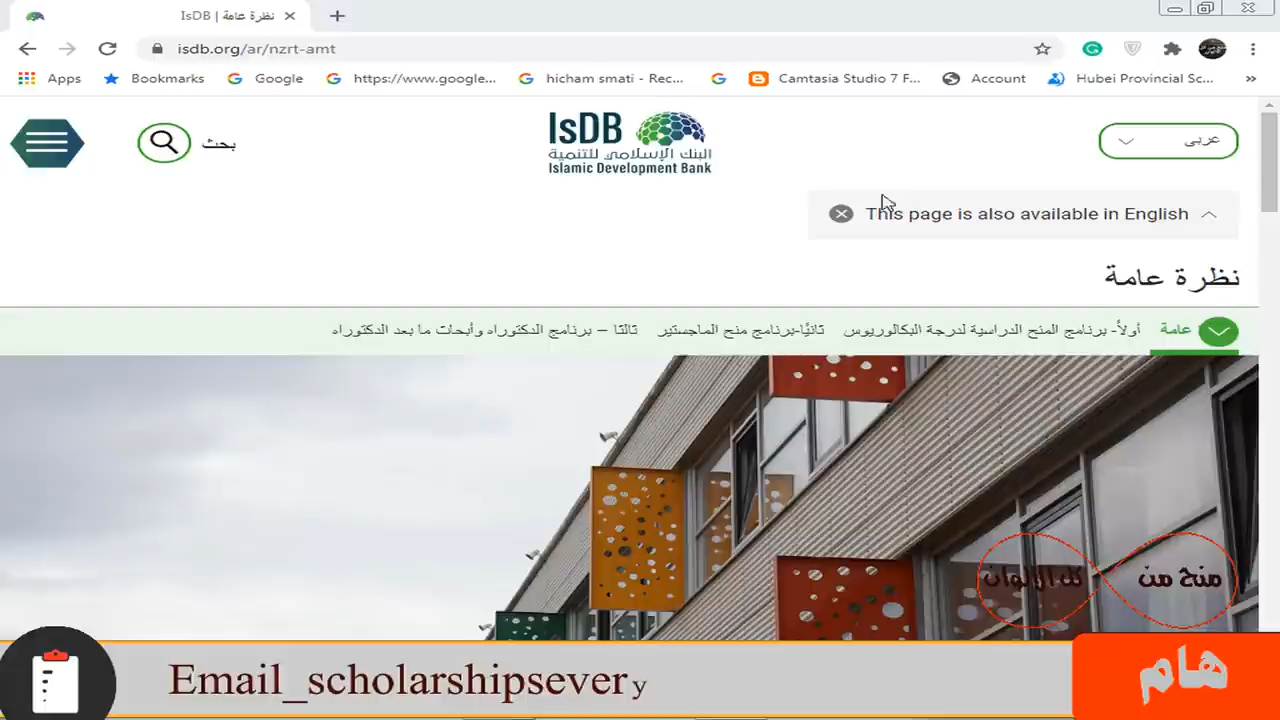 نظرة عامة | IsDB
isdb.org/ar/nzrt-amt
Apps Bookmarks Google https://www.google... hicham smati - Rec... Camtasia Studio 7 F... Account Hubei Provincial Sc... »
بحث
IsDB
البنك الإسلامي للتنمية
Islamic Development Bank
عربى
This page is also available in English
نظرة عامة
عامة أولاً- برنامج المنح الدراسية لدرجة البكالوريوس ثانيًا-برنامج منح الماجستير ثالثا – برنامج الدكتوراه وأبحاث ما بعد الدكتوراه
منح من كل الالوان
Email_scholarshipsevery
هام